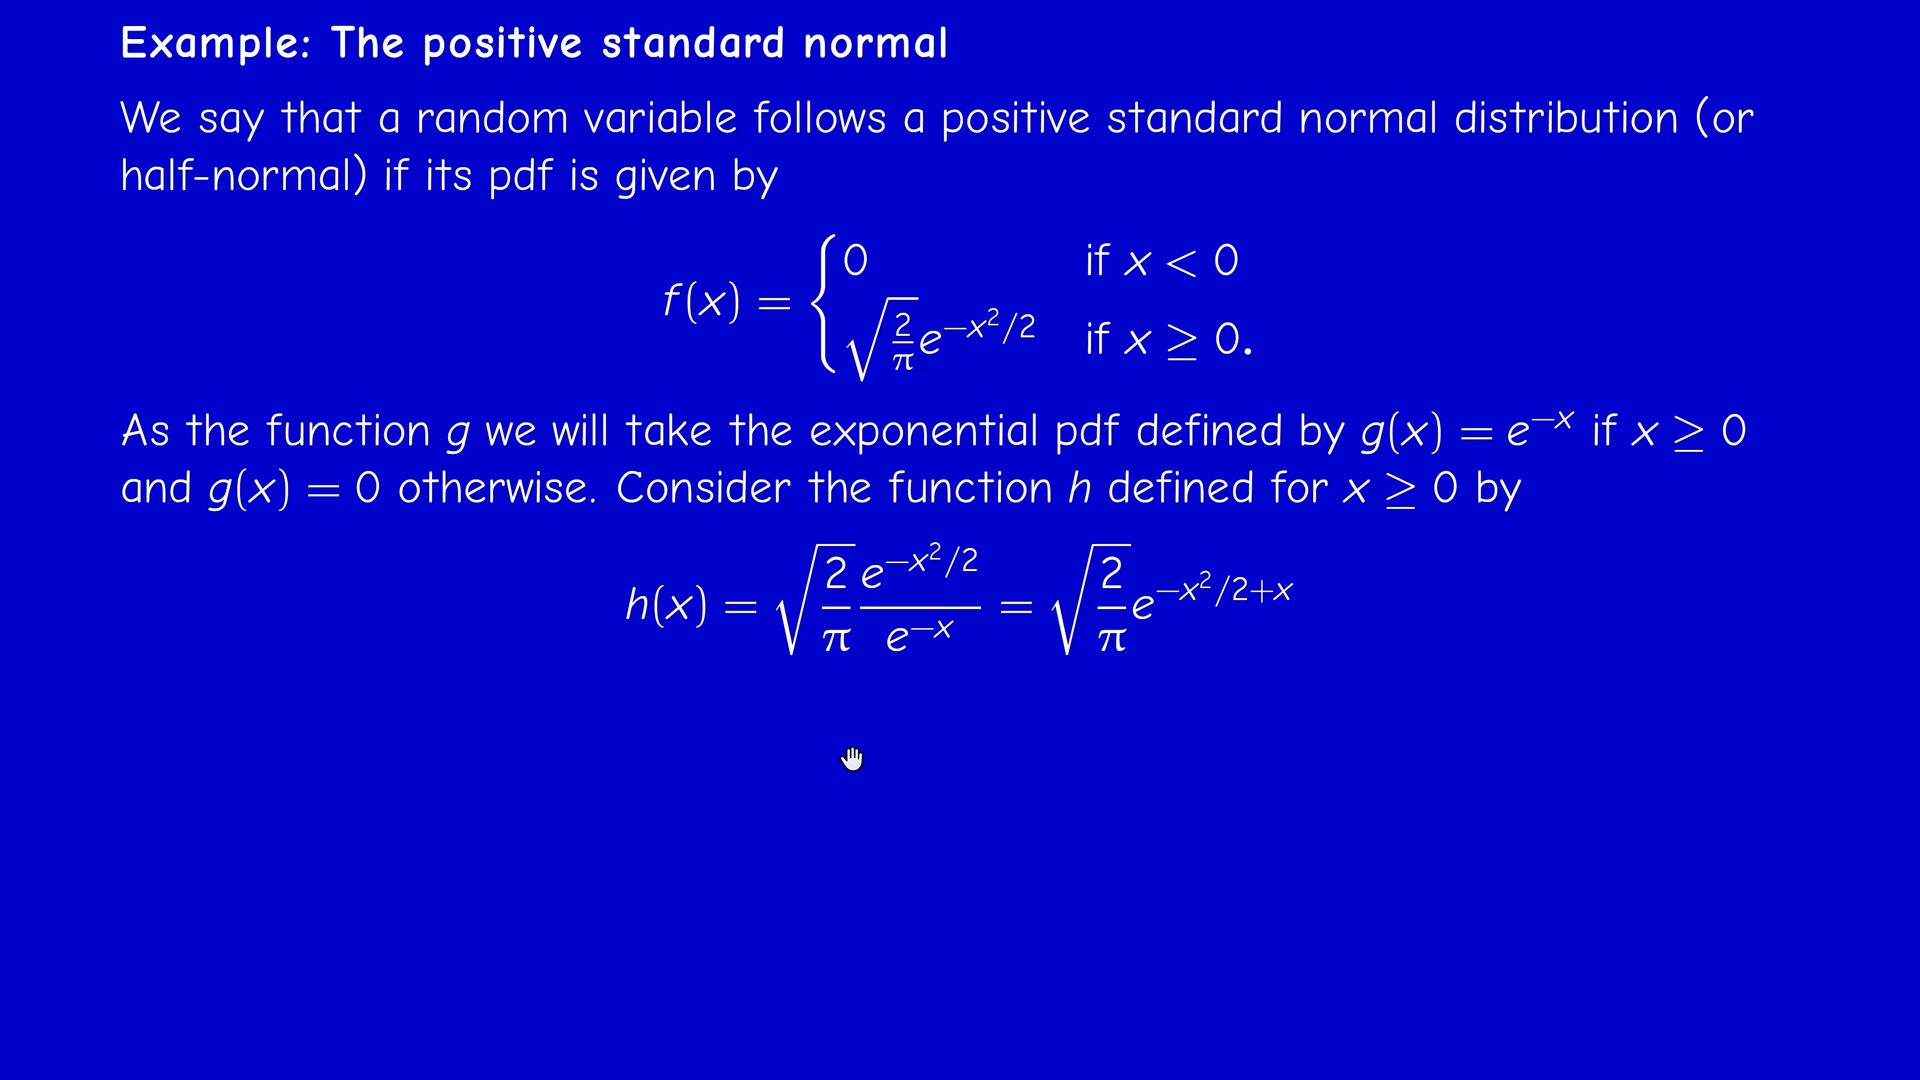 Example: The positive standard normal
We say that a random variable follows a positive standard normal distribution (or
half-normal) if its pdf is given by
f(x) = { 0 if x < 0
√(2/π) e^{−x²/2} if x ≥ 0.
As the function g we will take the exponential pdf defined by g(x) = e^{−x} if x ≥ 0
and g(x) = 0 otherwise. Consider the function h defined for x ≥ 0 by
h(x) = √(2/π) e^{−x²/2} / e^{−x} = √(2/π) e^{−x²/2+x}